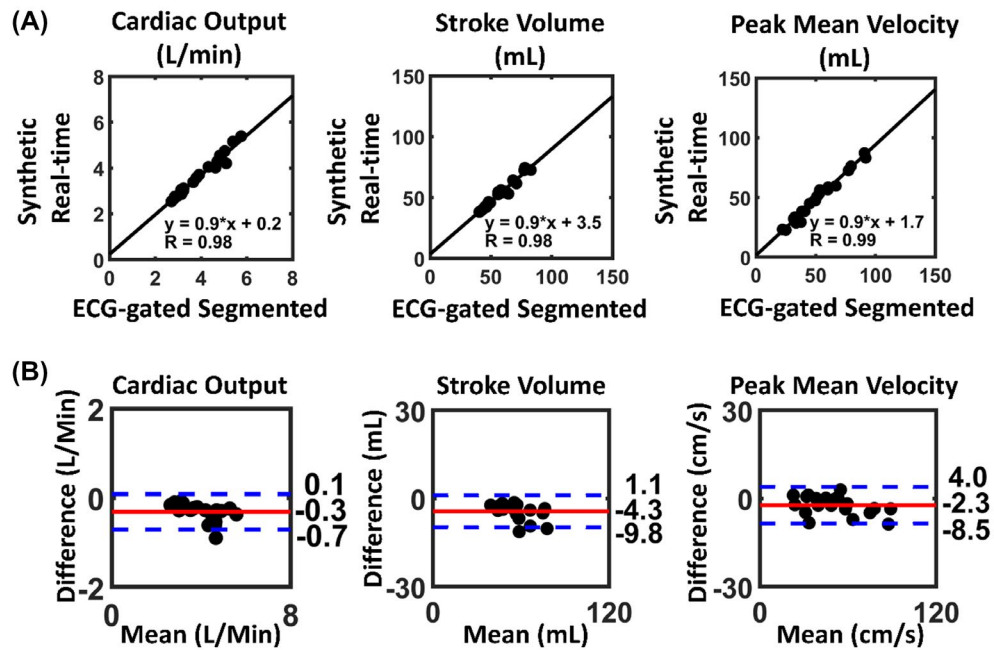 (A)
Cardiac Output
(L/min)
Stroke Volume
(mL)
Peak Mean Velocity
(mL)
Synthetic
Real-time
8
6
4
2
0
y = 0.9*x + 0.2
R = 0.98
0 2 4 6 8
ECG-gated Segmented
Synthetic
Real-time
150
100
50
0
y = 0.9*x + 3.5
R = 0.98
0 50 100 150
ECG-gated Segmented
Synthetic
Real-time
150
100
50
0
y = 0.9*x + 1.7
R = 0.99
0 50 100 150
ECG-gated Segmented
(B)
Cardiac Output
Stroke Volume
Peak Mean Velocity
Difference (L/Min)
2
0
-2
0.1
-0.3
-0.7
0 8
Mean (L/Min)
Difference (mL)
30
0
-30
1.1
-4.3
-9.8
0 120
Mean (mL)
Difference (cm/s)
30
0
-30
4.0
-2.3
-8.5
0 120
Mean (cm/s)